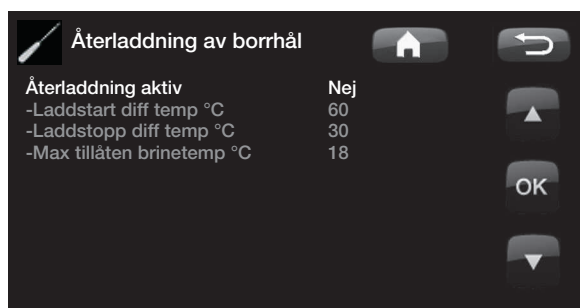 Återladdning av borrhål
Återladdning aktiv Nej
-Laddstart diff temp °C 60
-Laddstopp diff temp °C 30
-Max tillåten brinetemp °C 18
OK